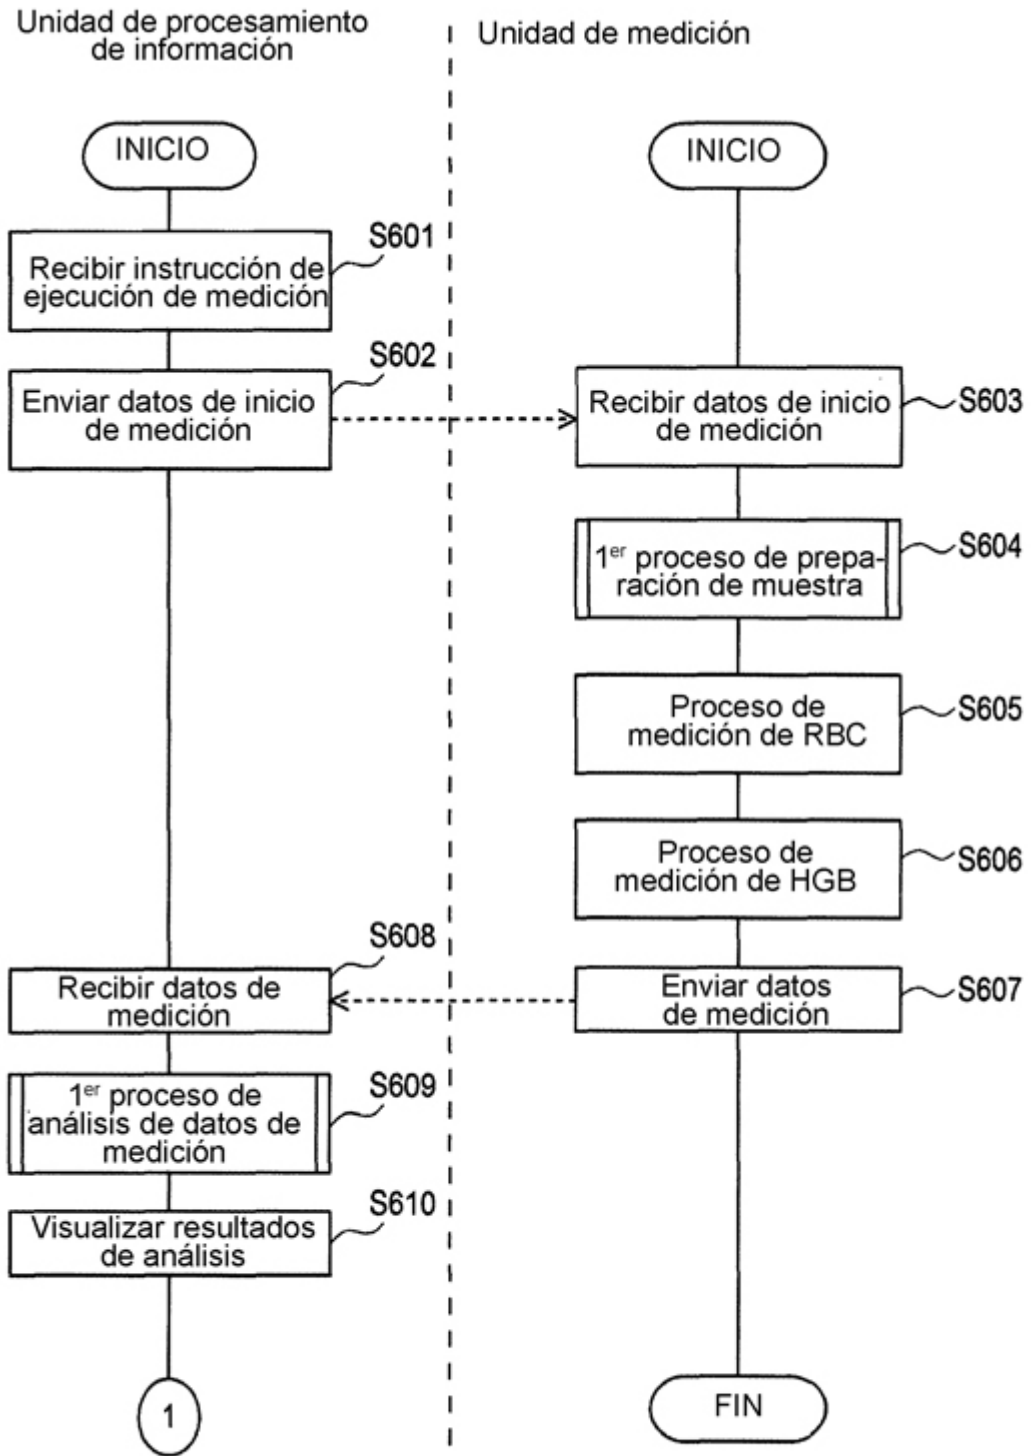 Unidad de procesamiento
de información
Unidad de medición
INICIO
INICIO
S601
Recibir instrucción de
ejecución de medición
S602
Enviar datos de inicio
de medición
Recibir datos de inicio
de medición
S603
1er proceso de prepa-
ración de muestra
S604
Proceso de
medición de RBC
S605
Proceso de
medición de HGB
S606
S608
Recibir datos de
medición
Enviar datos
de medición
S607
1er proceso de
análisis de datos de
medición
S609
Visualizar resultados
de análisis
S610
1
FIN